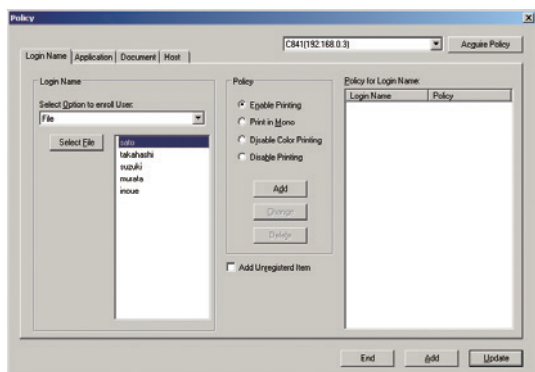 Policy
C841(192.168.0.3)
Acquire Policy
Login Name
Application
Document
Host
Login Name
Select Option to enroll User:
File
Select File
sato
takahashi
suzuki
murata
inoue
Policy
Enable Printing
Print in Mono
Disable Color Printing
Disable Printing
Add
Change
Delete
Add Unregisterd Item
Policy for Login Name:
Login Name
Policy
End
Add
Update